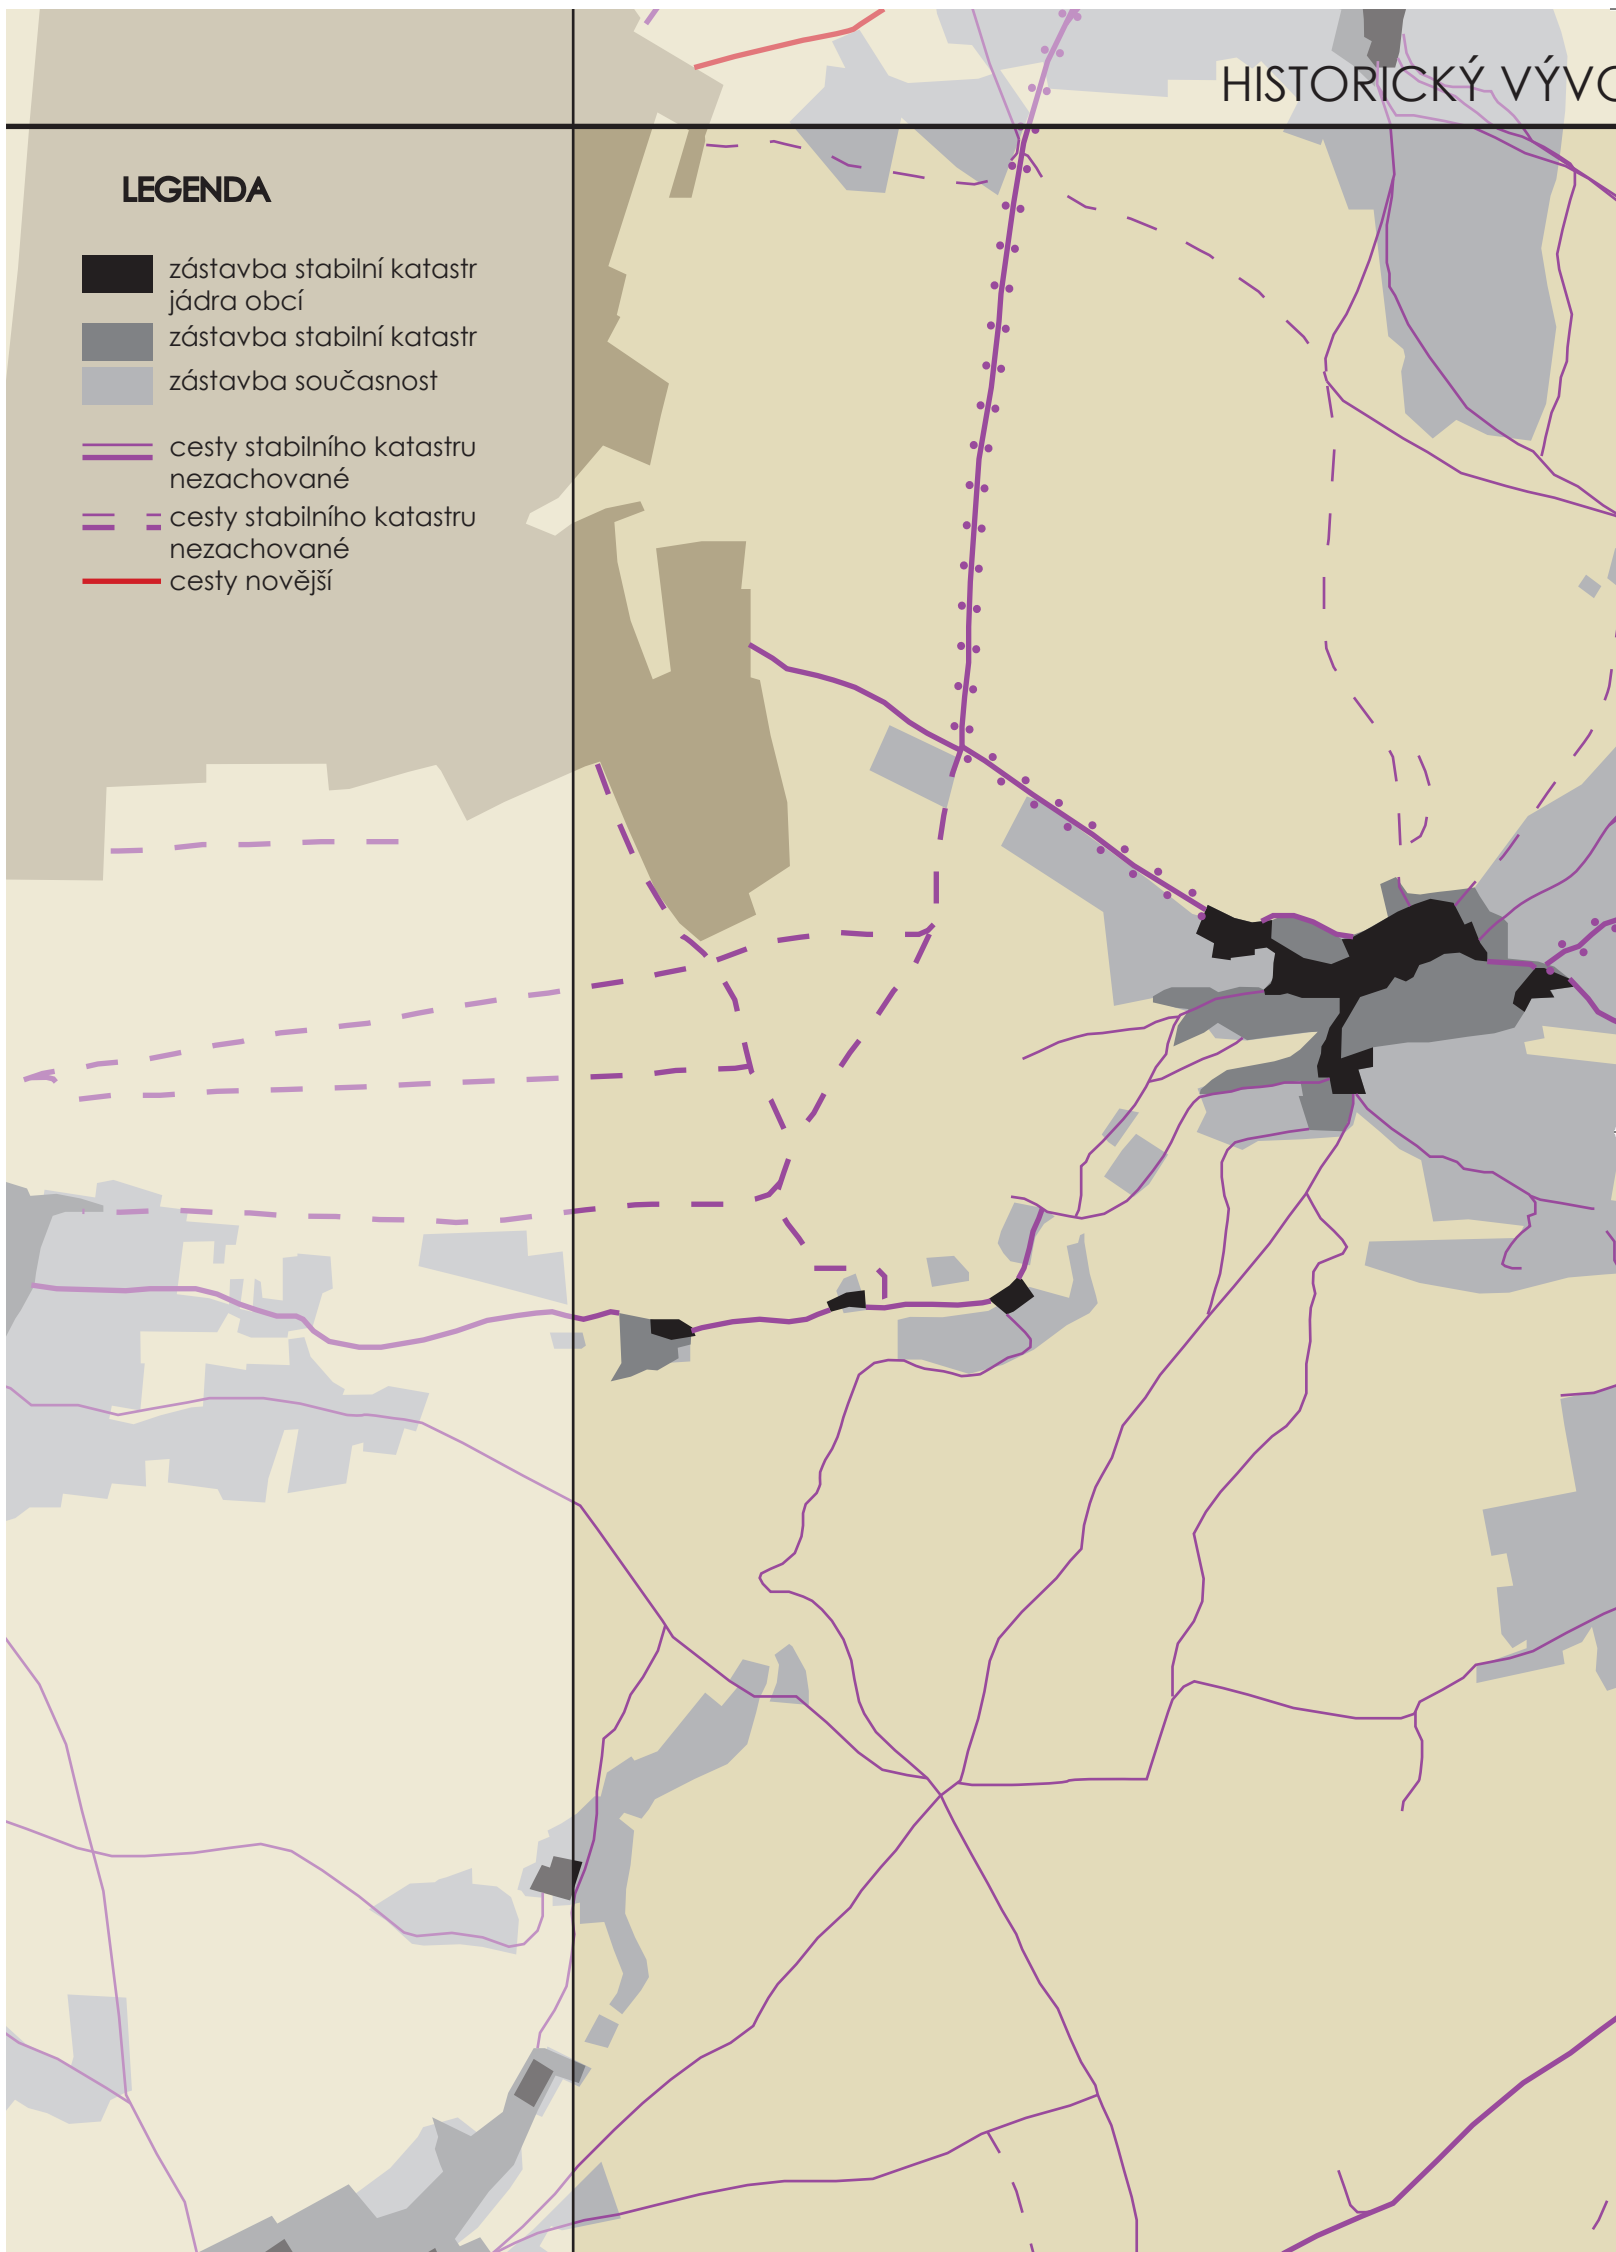 HISTORICKÝ VÝVO
LEGENDA
zástavba stabilní katastr
jádra obcí
zástavba stabilní katastr
zástavba současnost
cesty stabilního katastru
nezachované
cesty stabilního katastru
nezachované
cesty novější